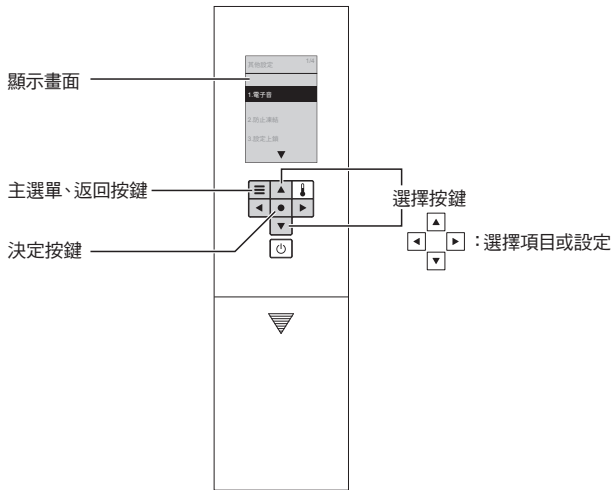 其他設定 1/4
顯示畫面
1.電子音
2.防止凍結
3.設定上鎖
主選單、返回按鍵
選擇按鍵
決定按鍵
：選擇項目或設定